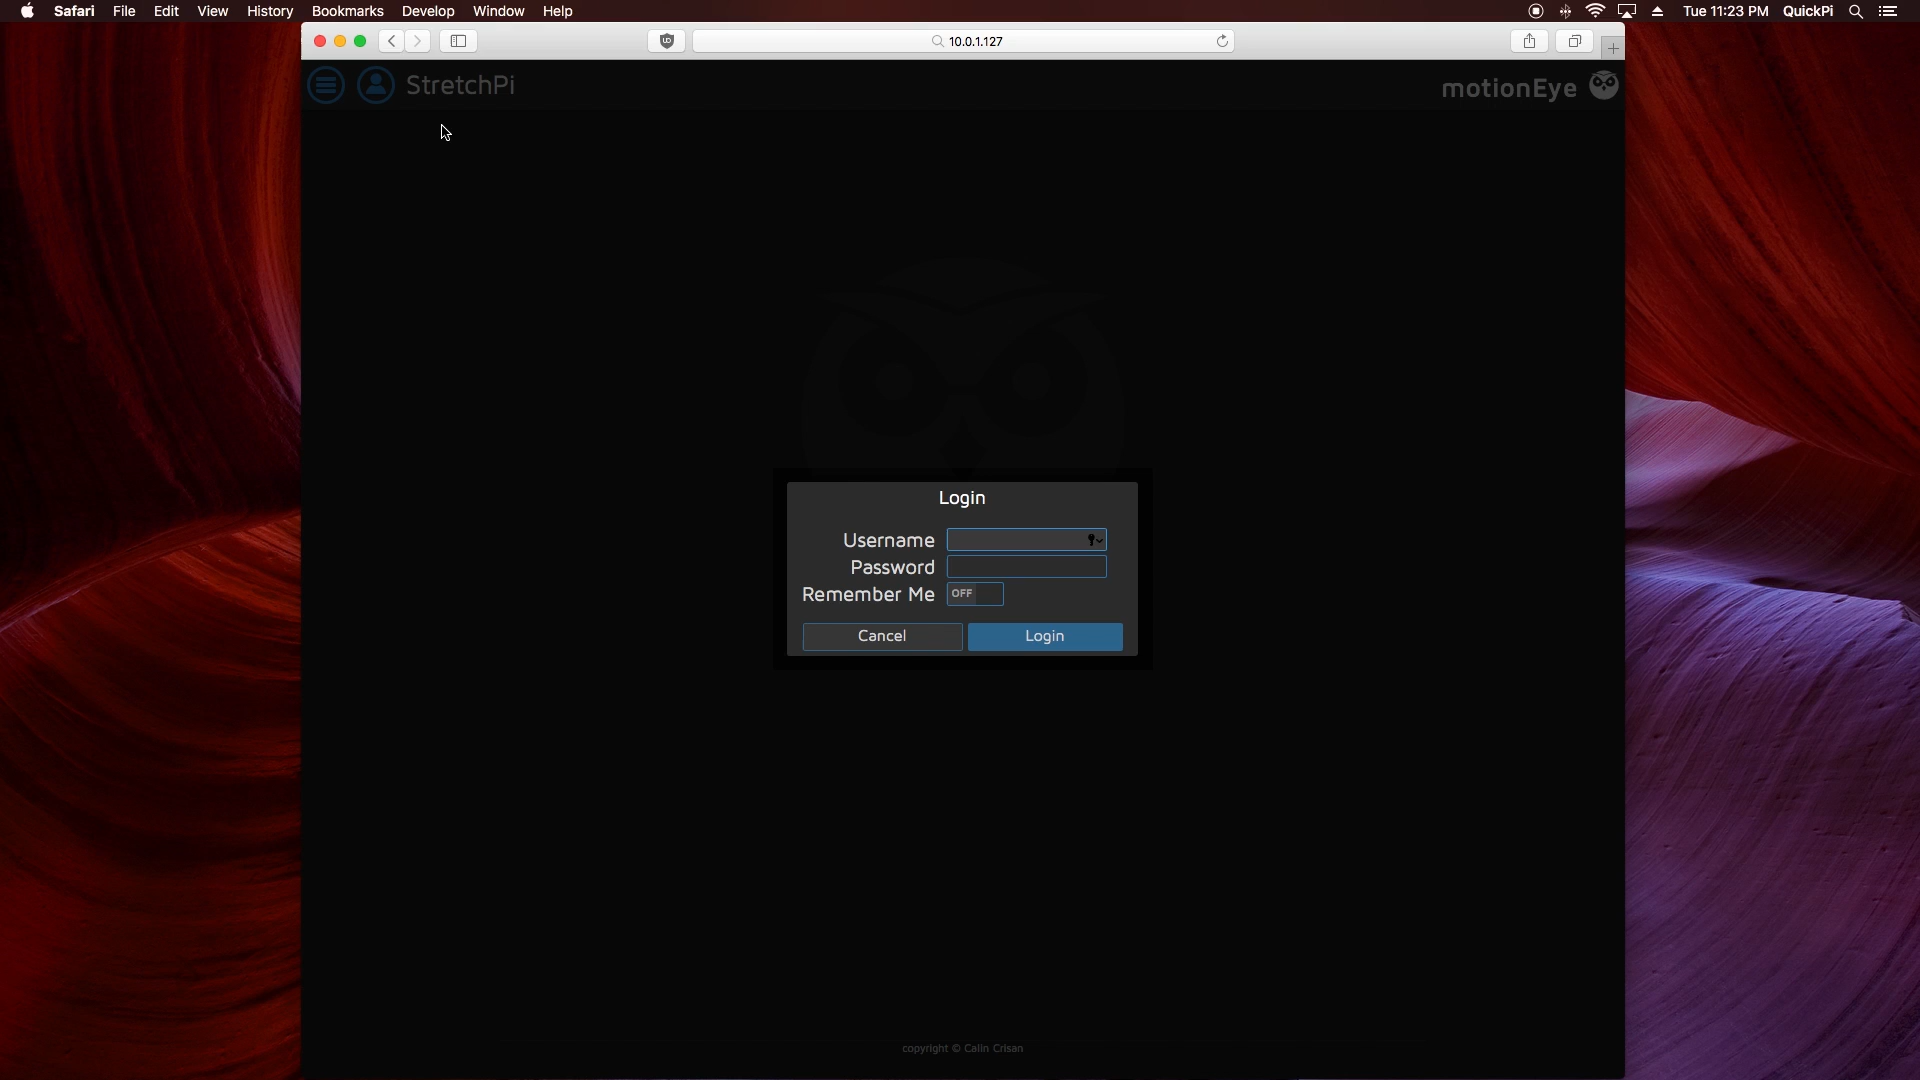 Safari File Edit View History Bookmarks Develop Window Help Tue 11:23 PM QuickPi
10.0.1.127
StretchPi motionEye
Login
Username
Password
Remember Me OFF
Cancel Login
copyright © Calin Crisan